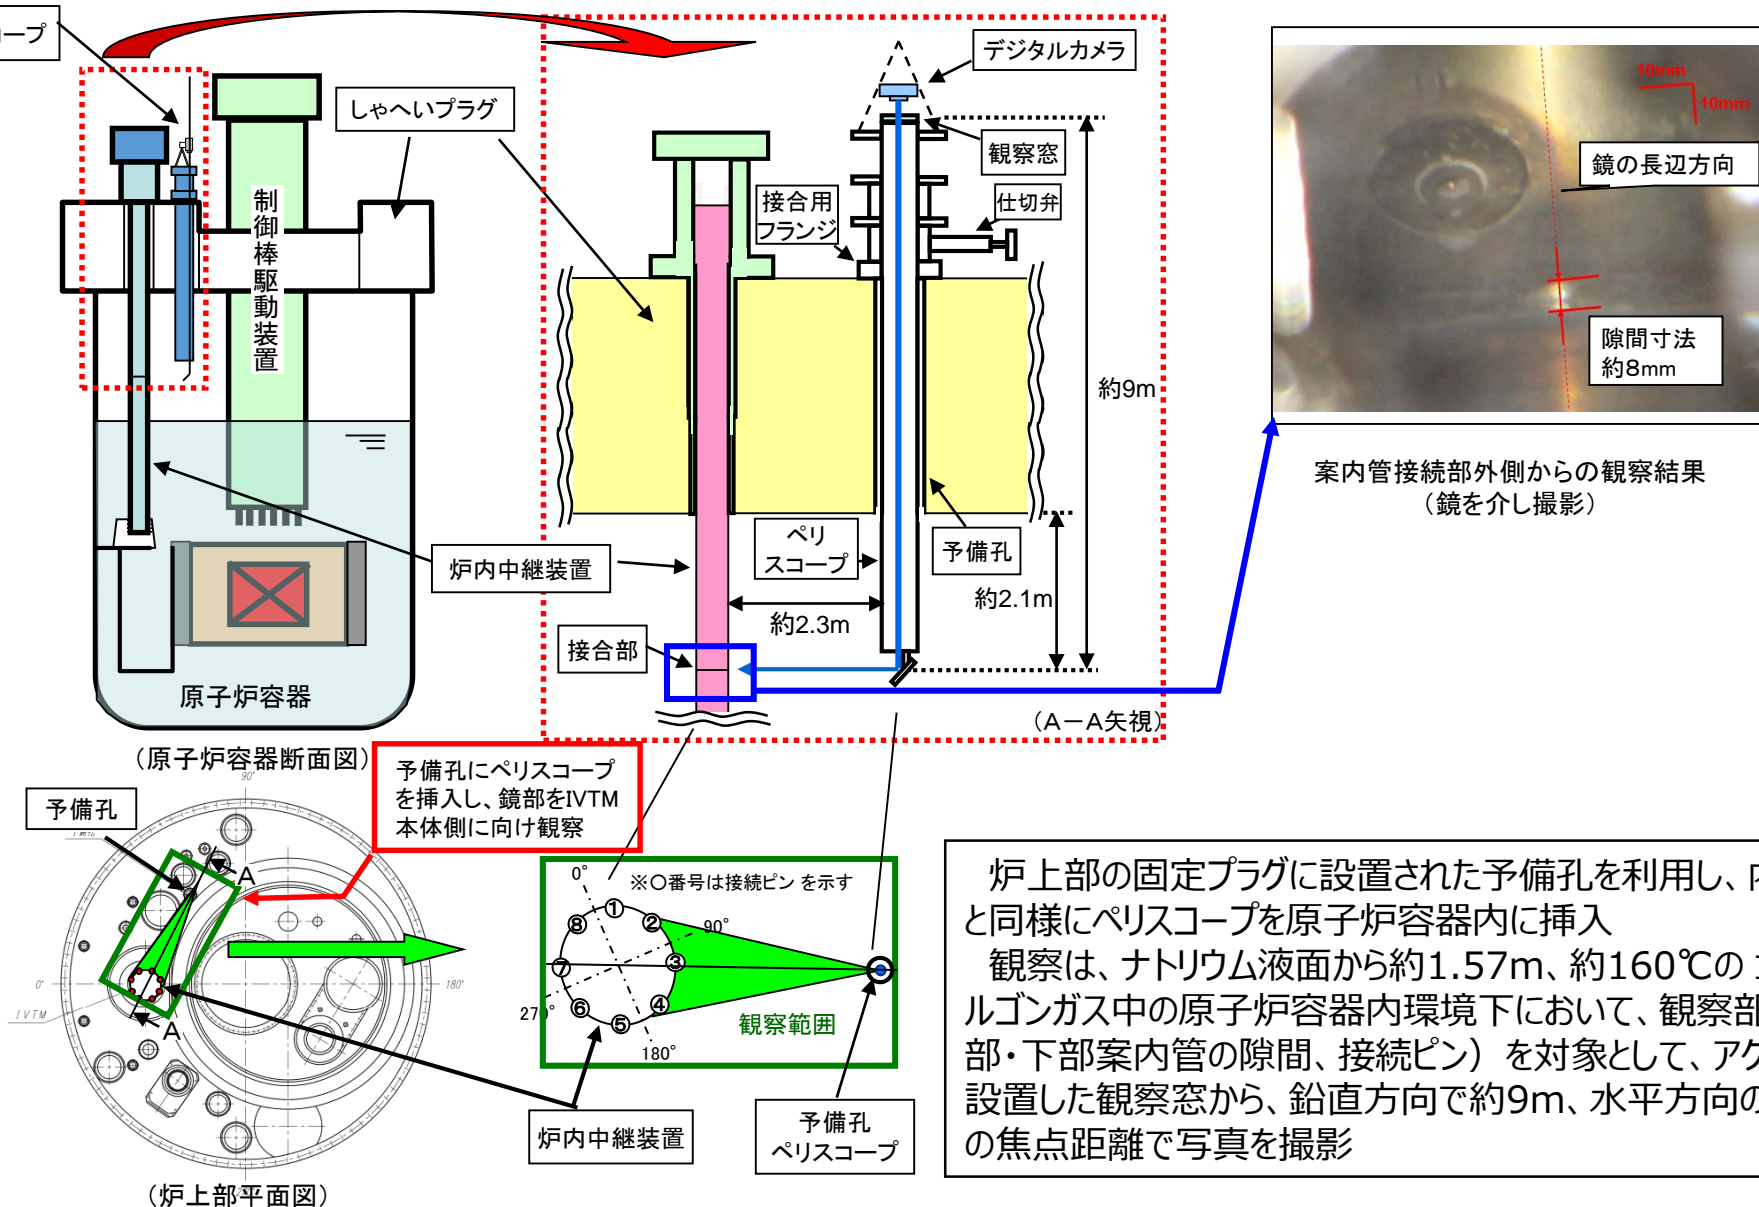 ープ
しゃへいプラグ
制御棒駆動装置
デジタルカメラ
観察窓
接合用
フランジ
仕切弁
10mm
10mm
鏡の長辺方向
隙間寸法
約8mm
約9m
案内管接続部外側からの観察結果
（鏡を介し撮影）
ペリ
スコープ
予備孔
炉内中継装置
約2.1m
約2.3m
接合部
原子炉容器
（A－A矢視）
（原子炉容器断面図）
予備孔にペリスコープ
を挿入し、鏡部をIVTM
本体側に向け観察
予備孔
90°
A
0°
180°
IVTM
A
（炉上部平面図）
※○番号は接続ピンを示す
0°
①
②
③
④
⑤
⑥
⑦
⑧
90°
270°
180°
観察範囲
炉内中継装置
予備孔
ペリスコープ
炉上部の固定プラグに設置された予備孔を利用し、
と同様にペリスコープを原子炉容器内に挿入
観察は、ナトリウム液面から約1.57m、約160℃の
ルゴンガス中の原子炉容器内環境下において、観察部
部・下部案内管の隙間、接続ピン）を対象として、アク
設置した観察窓から、鉛直方向で約9m、水平方向の
の焦点距離で写真を撮影